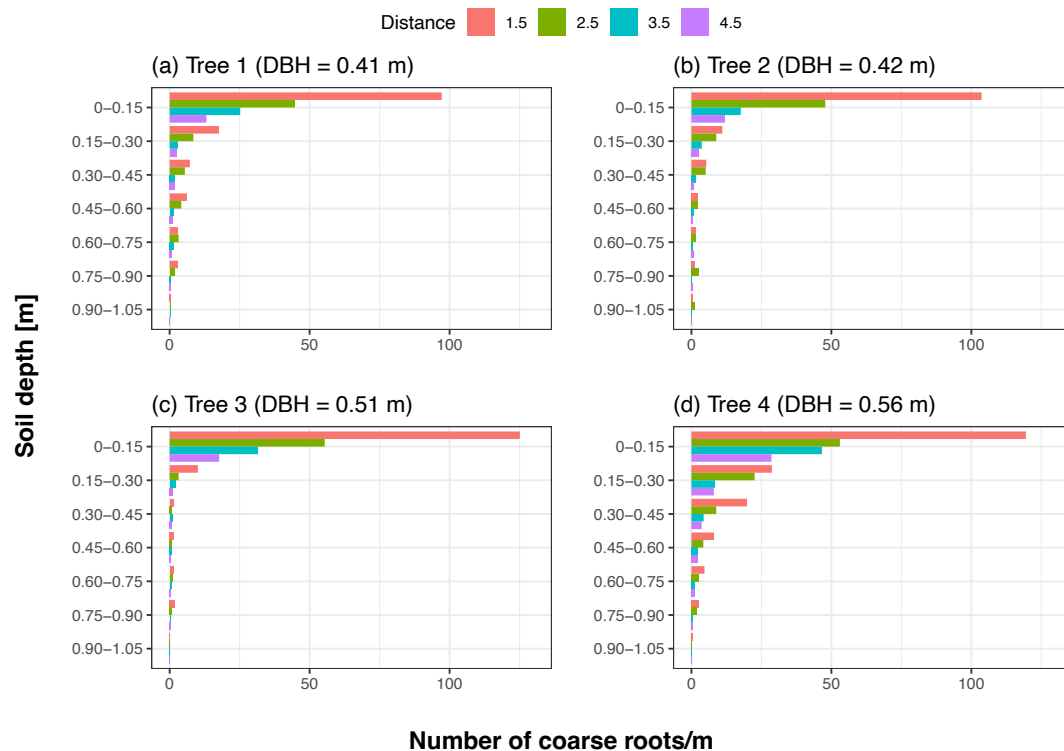 Distance 1.5 2.5 3.5 4.5
(a) Tree 1 (DBH = 0.41 m)
0−0.15
0.15−0.30
0.30−0.45
0.45−0.60
0.60−0.75
0.75−0.90
0.90−1.05
0 50 100
(b) Tree 2 (DBH = 0.42 m)
0−0.15
0.15−0.30
0.30−0.45
0.45−0.60
0.60−0.75
0.75−0.90
0.90−1.05
0 50 100
(c) Tree 3 (DBH = 0.51 m)
0−0.15
0.15−0.30
0.30−0.45
0.45−0.60
0.60−0.75
0.75−0.90
0.90−1.05
0 50 100
(d) Tree 4 (DBH = 0.56 m)
0−0.15
0.15−0.30
0.30−0.45
0.45−0.60
0.60−0.75
0.75−0.90
0.90−1.05
0 50 100
Soil depth [m]
Number of coarse roots/m